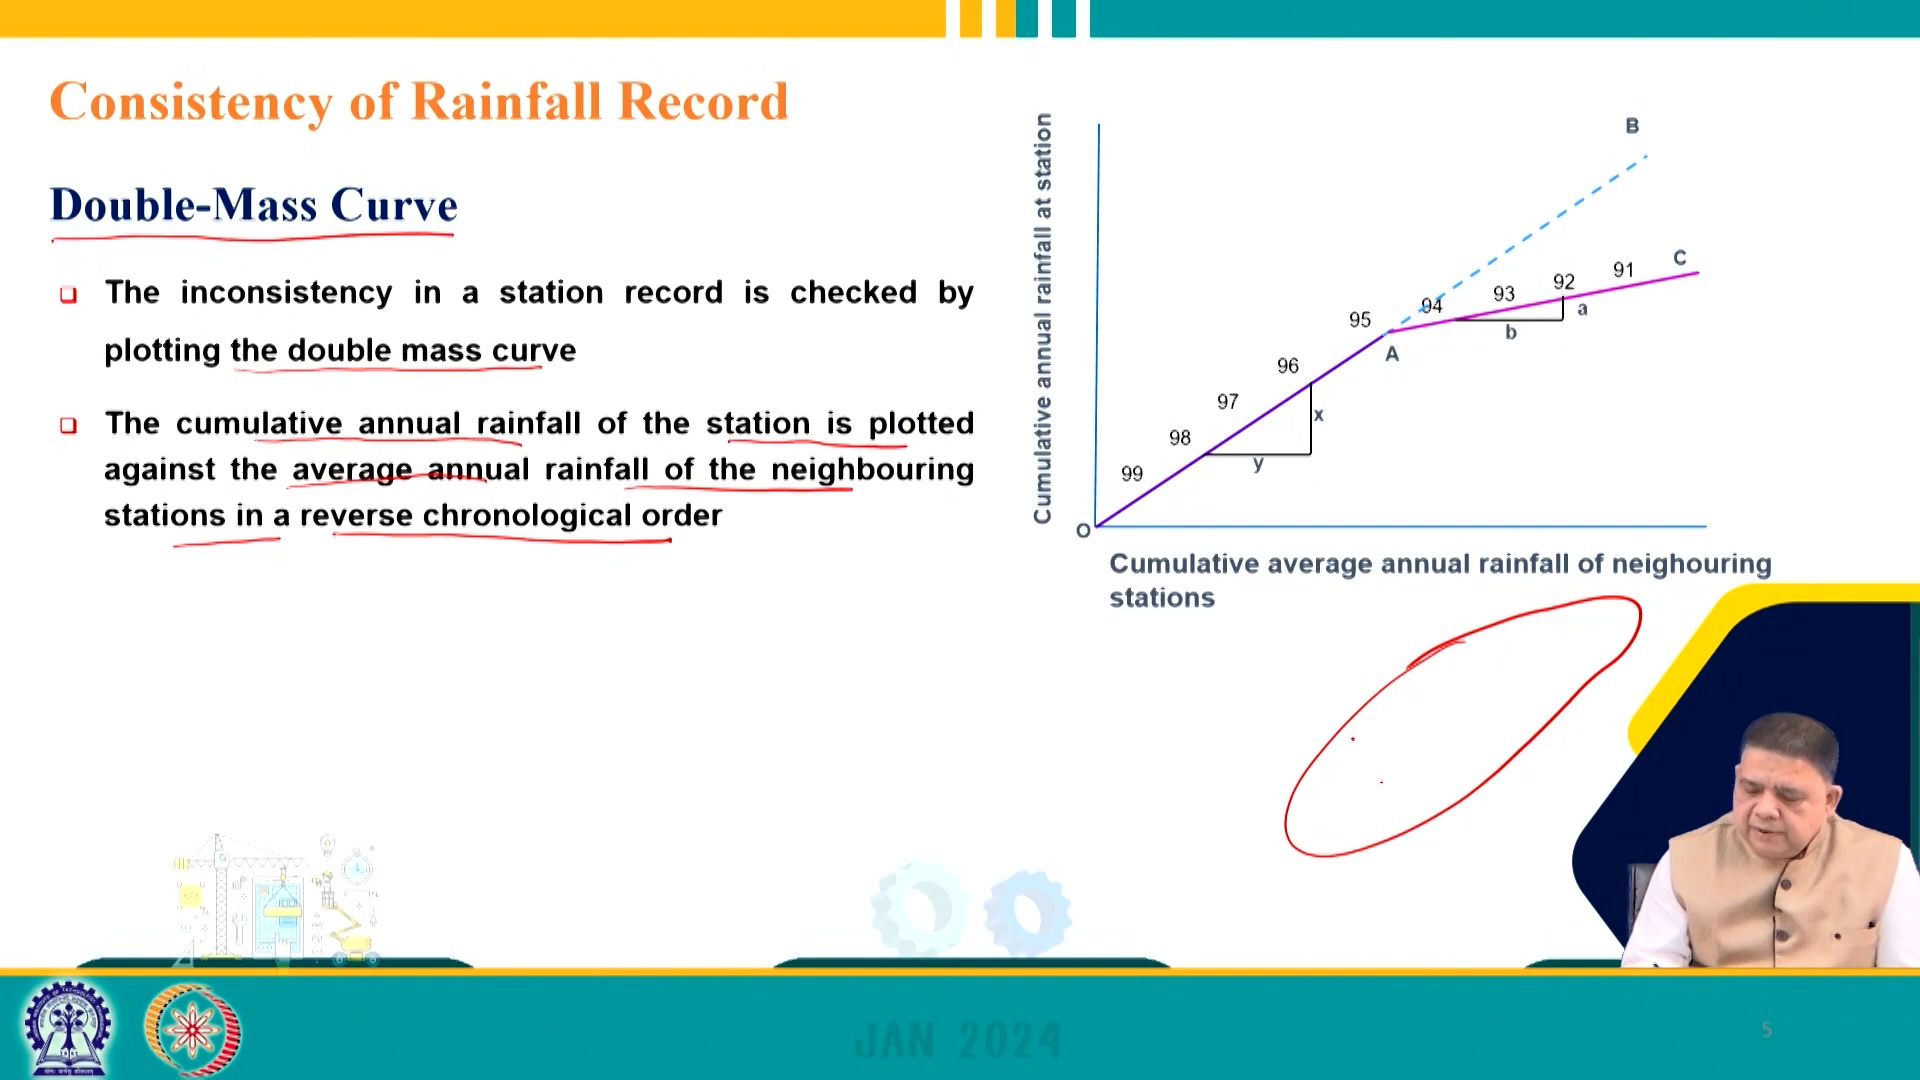 Consistency of Rainfall Record
Double-Mass Curve
The inconsistency in a station record is checked by
plotting the double mass curve
The cumulative annual rainfall of the station is plotted
against the average annual rainfall of the neighbouring
stations in a reverse chronological order
Cumulative annual rainfall at station
B
C
91
92
93
94
95
a
b
A
96
97
x
98
y
99
O
Cumulative average annual rainfall of neighouring
stations
JAN 2024
5